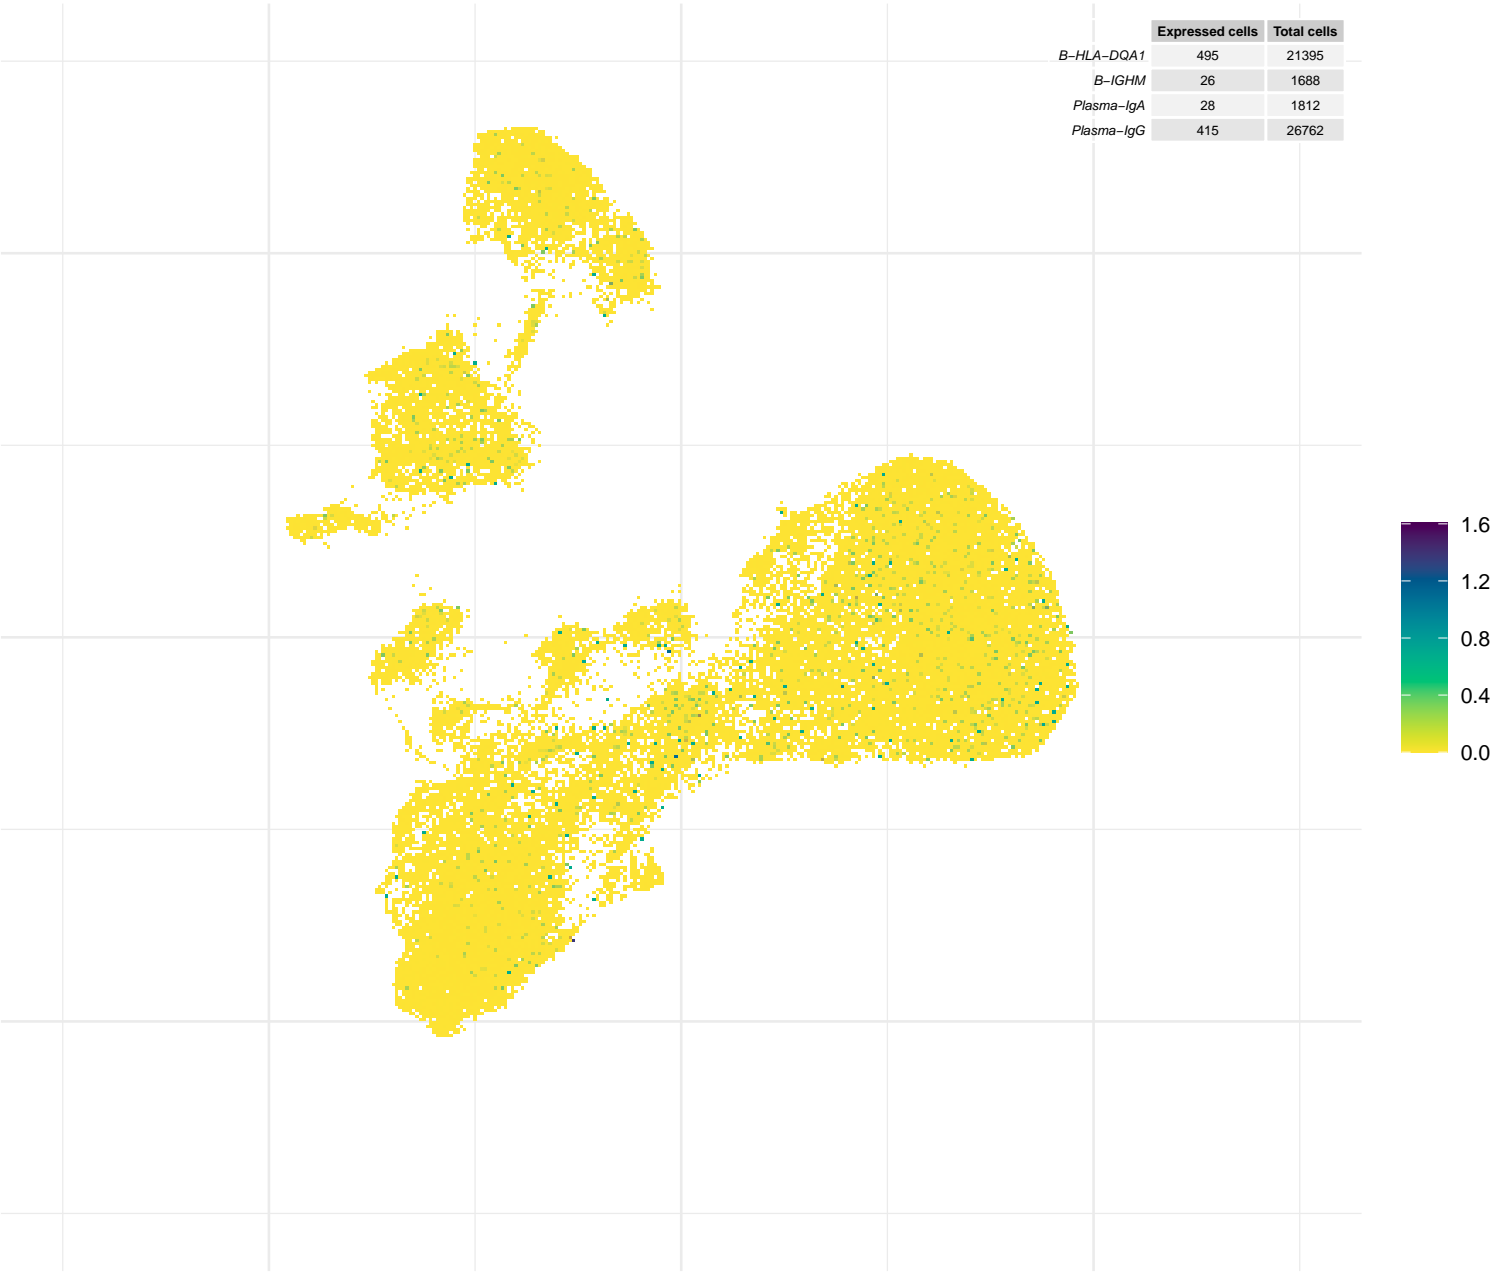 Expressed cells Total cells
B−HLA−DQA1 495 21395
B−IGHM 26 1688
Plasma−IgA 28 1812
Plasma−IgG 415 26762
1.6
1.2
0.8
0.4
0.0